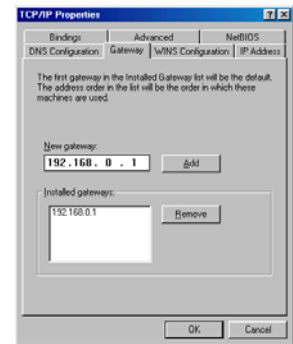 TCP/IP Properties
Bindings Advanced NetBIOS
DNS Configuration Gateway WINS Configuration IP Address
The first gateway in the Installed Gateway list will be the default.
The address order in the list will be the order in which these
machines are used.
New gateway:
192.168. 0 . 1 Add
Installed gateways:
192.168.0.1 Remove
OK Cancel